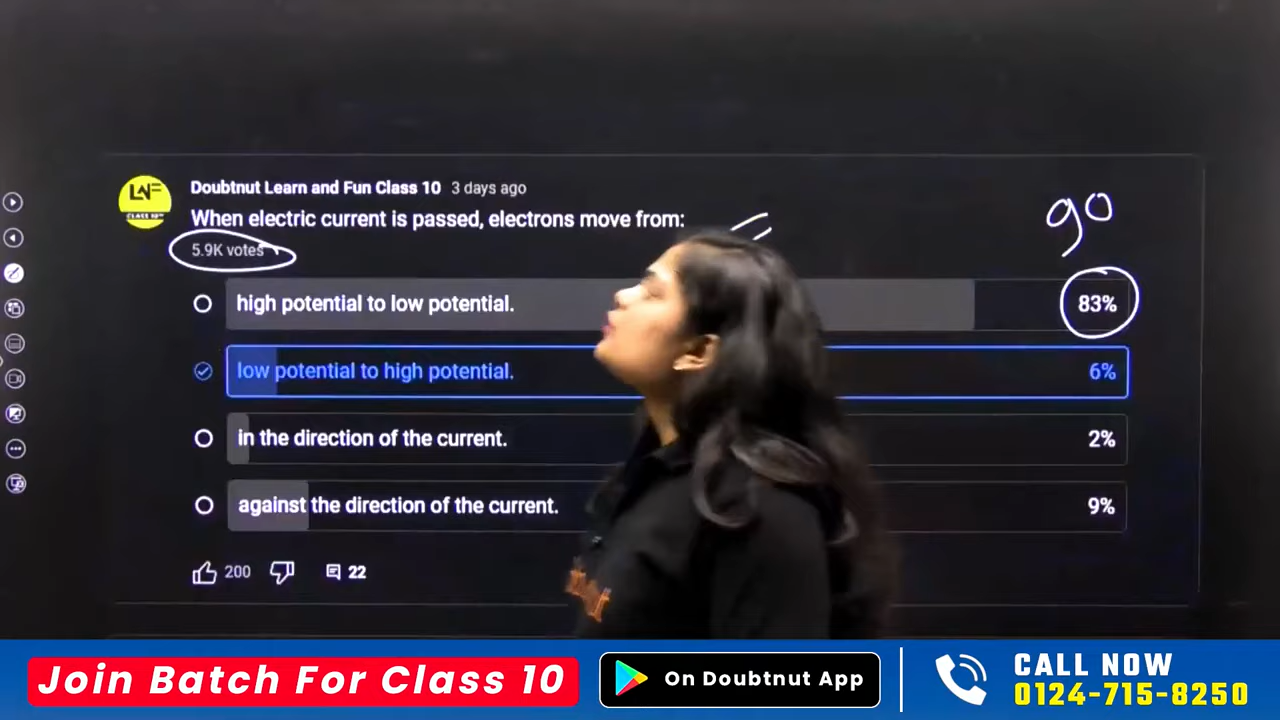 LNF
CLASS 10TH
Doubtnut Learn and Fun Class 10 3 days ago
When electric current is passed, electrons move from:
5.9K votes
90
high potential to low potential. 83%
low potential to high potential. 6%
in the direction of the current. 2%
against the direction of the current. 9%
200 22
Join Batch For Class 10
On Doubtnut App
CALL NOW
0124-715-8250